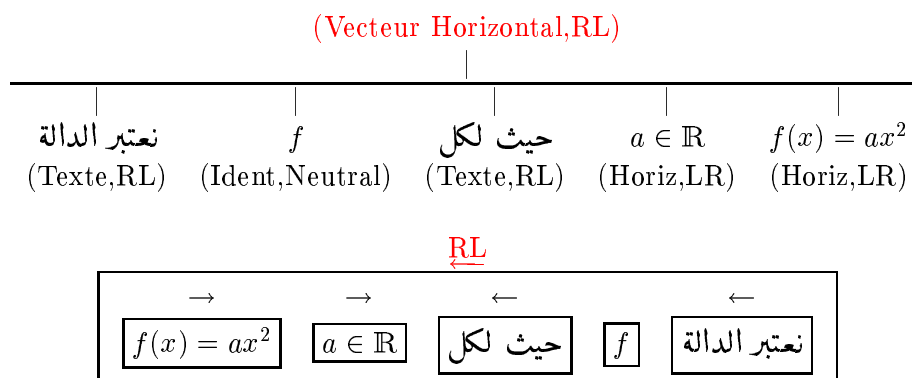 (Vecteur Horizontal,RL)
نعتبر الدالة f حيث لكل a ∈ ℝ f(x) = ax²
(Texte,RL) (Ident,Neutral) (Texte,RL) (Horiz,LR) (Horiz,LR)
RL
←
→ → ← ←
f(x) = ax² a ∈ ℝ حيث لكل f نعتبر الدالة